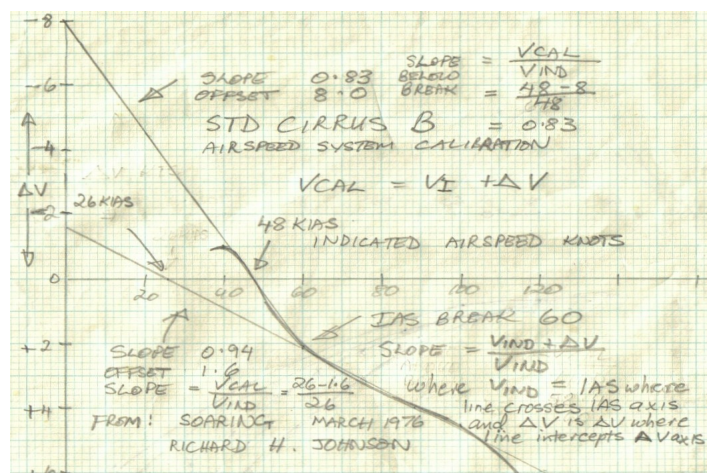 -8
-6
-4
ΔV
-2
0
+2
+4
SLOPE 0.83
OFFSET 8.0
SLOPE BELOW BREAK = VCAL / VIND
= 48-8 / 48
= 0.83
STD CIRRUS B
AIRSPEED SYSTEM CALIBRATION
VCAL = VI + ΔV
26 KIAS
48 KIAS
INDICATED AIRSPEED KNOTS
20 40 60 80 100 120
IAS BREAK 60
SLOPE 0.94
OFFSET 1.6
SLOPE = VCAL / VIND = 26-1.6 / 26
SLOPE = VIND + ΔV / VIND
where VIND = IAS where
line crosses IAS axis
and ΔV is ΔV where
line intercepts ΔV axis
FROM: SOARING MARCH 1976
RICHARD H. JOHNSON